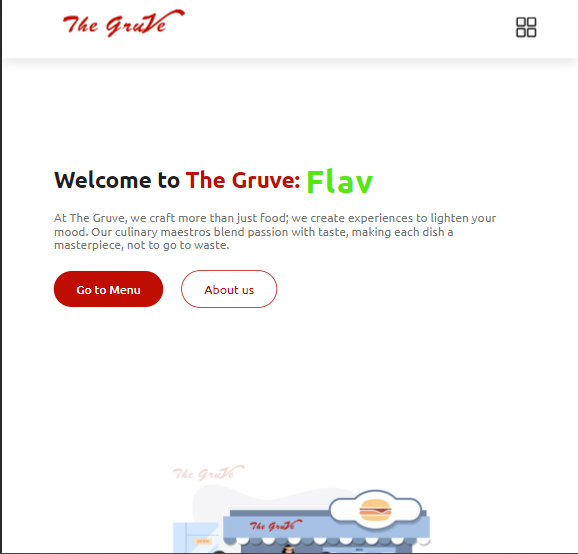 The Gruve
Welcome to The Gruve: Flav
At The Gruve, we craft more than just food; we create experiences to lighten your
mood. Our culinary maestros blend passion with taste, making each dish a
masterpiece, not to go to waste.
Go to Menu
About us
The Gruve
The Gruve